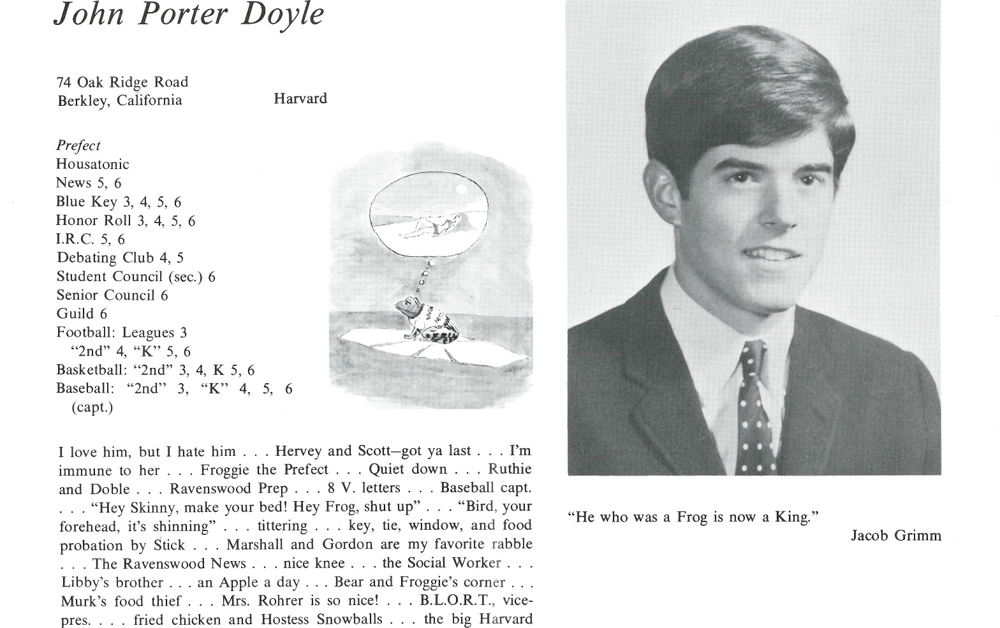 John Porter Doyle
74 Oak Ridge Road
Berkley, California
Harvard
Prefect
Housatonic
News 5, 6
Blue Key 3, 4, 5, 6
Honor Roll 3, 4, 5, 6
I.R.C. 5, 6
Debating Club 4, 5
Student Council (sec.) 6
Senior Council 6
Guild 6
Football: Leagues 3
“2nd” 4, “K” 5, 6
Basketball: “2nd” 3, 4, K 5, 6
Baseball: “2nd” 3, “K” 4, 5, 6
(capt.)
I love him, but I hate him . . . Hervey and Scott—got ya last . . . I’m
immune to her . . . Froggie the Prefect . . . Quiet down . . . Ruthie
and Doble . . . Ravenswood Prep . . . 8 V. letters . . . Baseball capt.
. . . “Hey Skinny, make your bed! Hey Frog, shut up” . . . “Bird, your
forehead, it's shinning” . . . tittering . . . key, tie, window, and food
probation by Stick . . . Marshall and Gordon are my favorite rabble
. . . The Ravenswood News . . . nice knee . . . the Social Worker . . .
Libby’s brother . . . an Apple a day . . . Bear and Froggie’s corner . . .
Murk’s food thief . . . Mrs. Rohrer is so nice! . . . B.L.O.R.T., vice-
pres. . . . fried chicken and Hostess Snowballs . . . the big Harvard
“He who was a Frog is now a King.”
Jacob Grimm